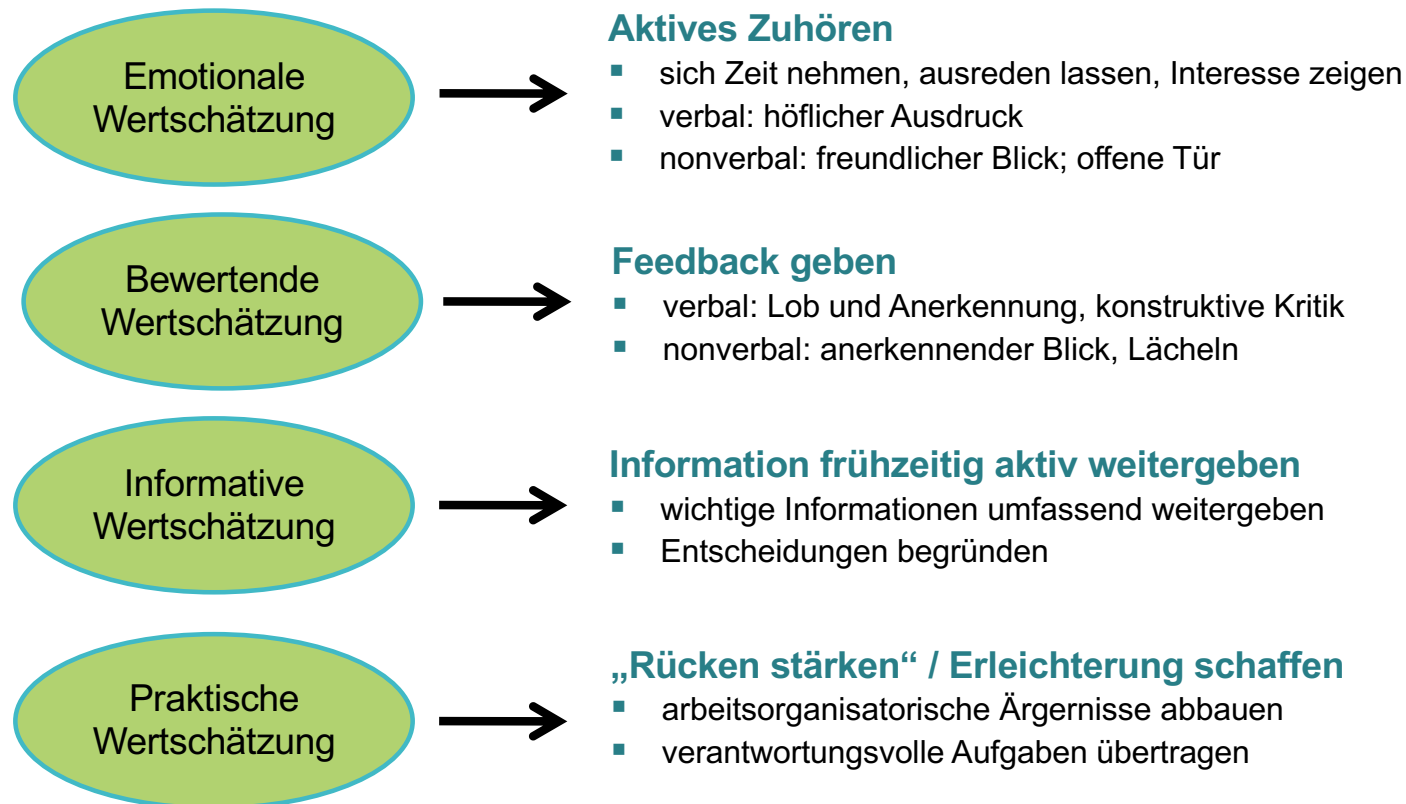 Emotionale
Wertschätzung
Aktives Zuhören
▪ sich Zeit nehmen, ausreden lassen, Interesse zeigen
▪ verbal: höflicher Ausdruck
▪ nonverbal: freundlicher Blick; offene Tür
Bewertende
Wertschätzung
Feedback geben
▪ verbal: Lob und Anerkennung, konstruktive Kritik
▪ nonverbal: anerkennender Blick, Lächeln
Informative
Wertschätzung
Information frühzeitig aktiv weitergeben
▪ wichtige Informationen umfassend weitergeben
▪ Entscheidungen begründen
Praktische
Wertschätzung
„Rücken stärken“ / Erleichterung schaffen
▪ arbeitsorganisatorische Ärgernisse abbauen
▪ verantwortungsvolle Aufgaben übertragen